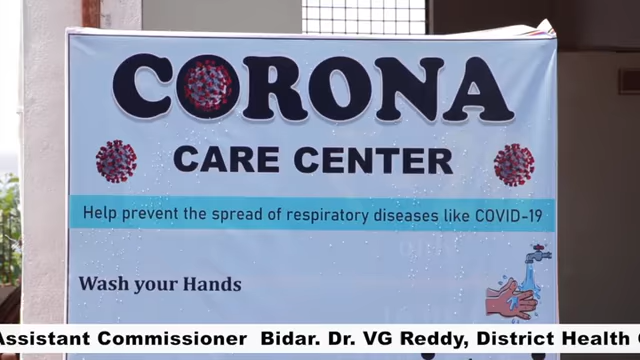 CORONA
CARE CENTER
Help prevent the spread of respiratory diseases like COVID-19
Wash your Hands
Assistant Commissioner Bidar. Dr. VG Reddy, District Health